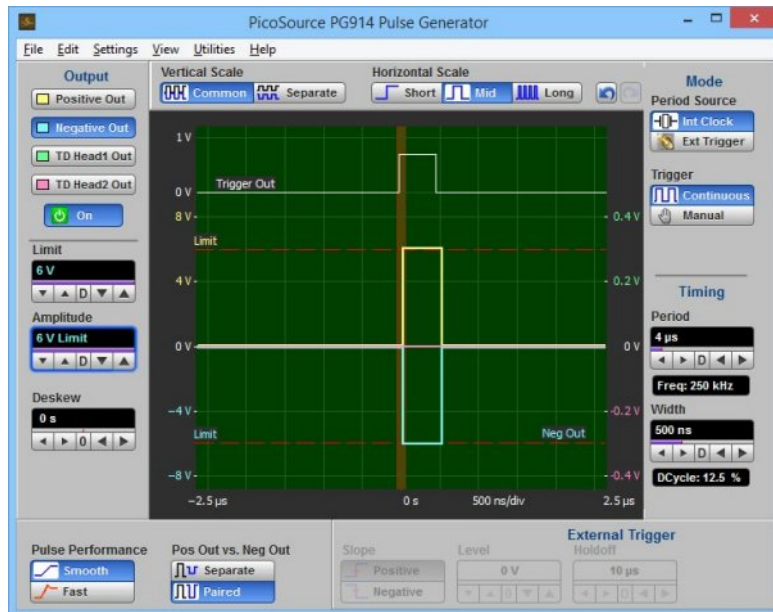 PicoSource PG914 Pulse Generator
File Edit Settings View Utilities Help
Output
Positive Out
Negative Out
TD Head1 Out
TD Head2 Out
On
Limit
6 V
D
Amplitude
6 V Limit
D
Deskew
0 s
0
Vertical Scale
Common Separate
Horizontal Scale
Short Mid Long
1 V
Trigger Out
0 V
8 V
0.4 V
Limit
4 V
0.2 V
0 V
0 V
-4 V
-0.2 V
Limit
Neg Out
-8 V
-0.4 V
-2.5 µs 0 s 500 ns/div 2.5 µs
Mode
Period Source
Int Clock
Ext Trigger
Trigger
Continuous
Manual
Timing
Period
4 µs
D
Freq: 250 kHz
Width
500 ns
D
DCycle: 12.5 %
Pulse Performance
Smooth
Fast
Pos Out vs. Neg Out
Separate
Paired
External Trigger
Slope
Positive
Negative
Level
0 V
0
Holdoff
10 µs
D